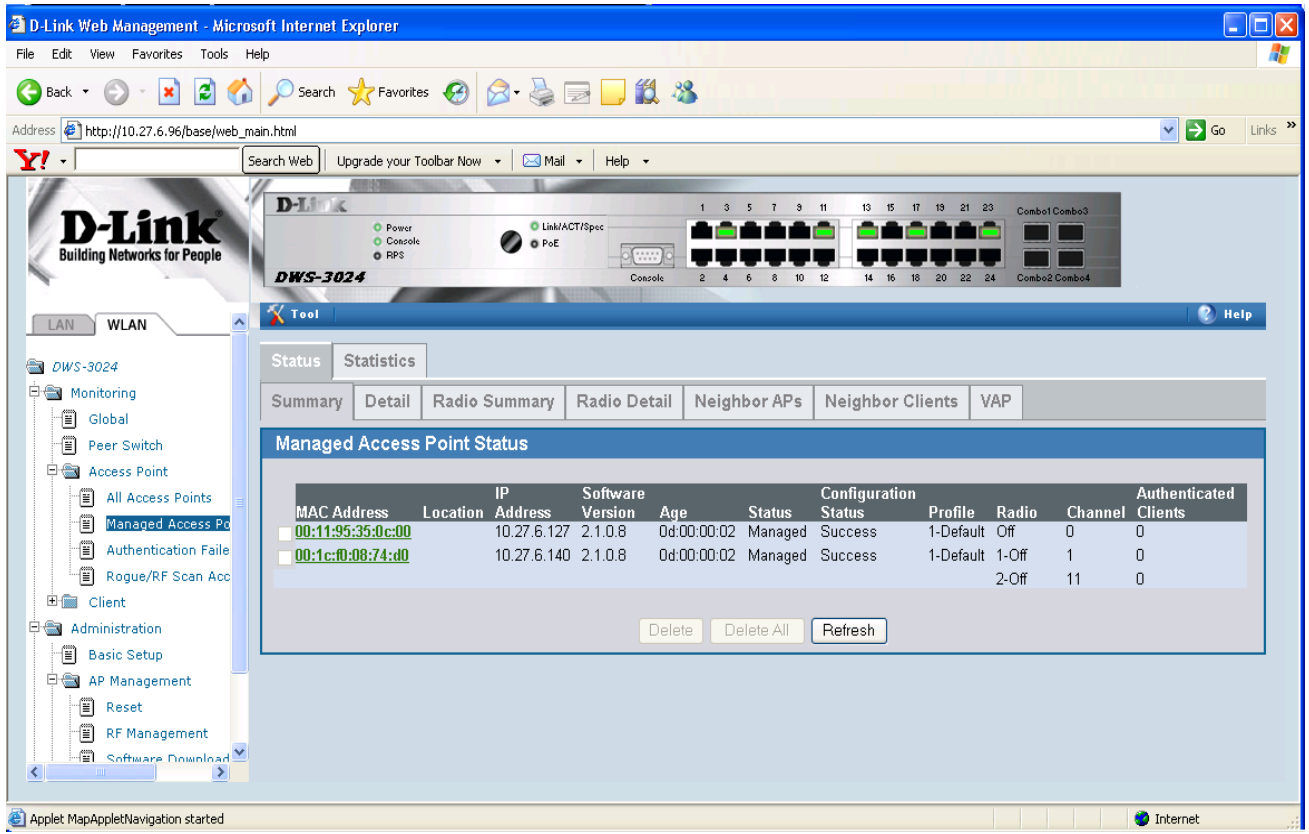 D-Link Web Management - Microsoft Internet Explorer
File Edit View Favorites Tools Help
Back Search Favorites
Address http://10.27.6.96/base/web_main.html Go Links »
Y! Search Web Upgrade your Toolbar Now Mail Help
D-Link
Building Networks for People
D-Link
Power
Console
RPS
Link/ACT/Spec
PoE
Console
DWS-3024
1 3 5 7 9 11 13 15 17 19 21 23 Combo1 Combo3
2 4 6 8 10 12 14 16 18 20 22 24 Combo2 Combo4
LAN WLAN
DWS-3024
Monitoring
Global
Peer Switch
Access Point
All Access Points
Managed Access Po
Authentication Faile
Rogue/RF Scan Acc
Client
Administration
Basic Setup
AP Management
Reset
RF Management
Software Download
Tool Help
Status Statistics
Summary Detail Radio Summary Radio Detail Neighbor APs Neighbor Clients VAP
Managed Access Point Status
MAC Address Location IP Address Software Version Age Status Configuration Status Profile Radio Channel Authenticated Clients
00:11:95:35:0c:00 10.27.6.127 2.1.0.8 0d:00:00:02 Managed Success 1-Default Off 0 0
00:1c:f0:08:74:d0 10.27.6.140 2.1.0.8 0d:00:00:02 Managed Success 1-Default 1-Off 1 0
2-Off 11 0
Delete Delete All Refresh
Applet MapAppletNavigation started Internet